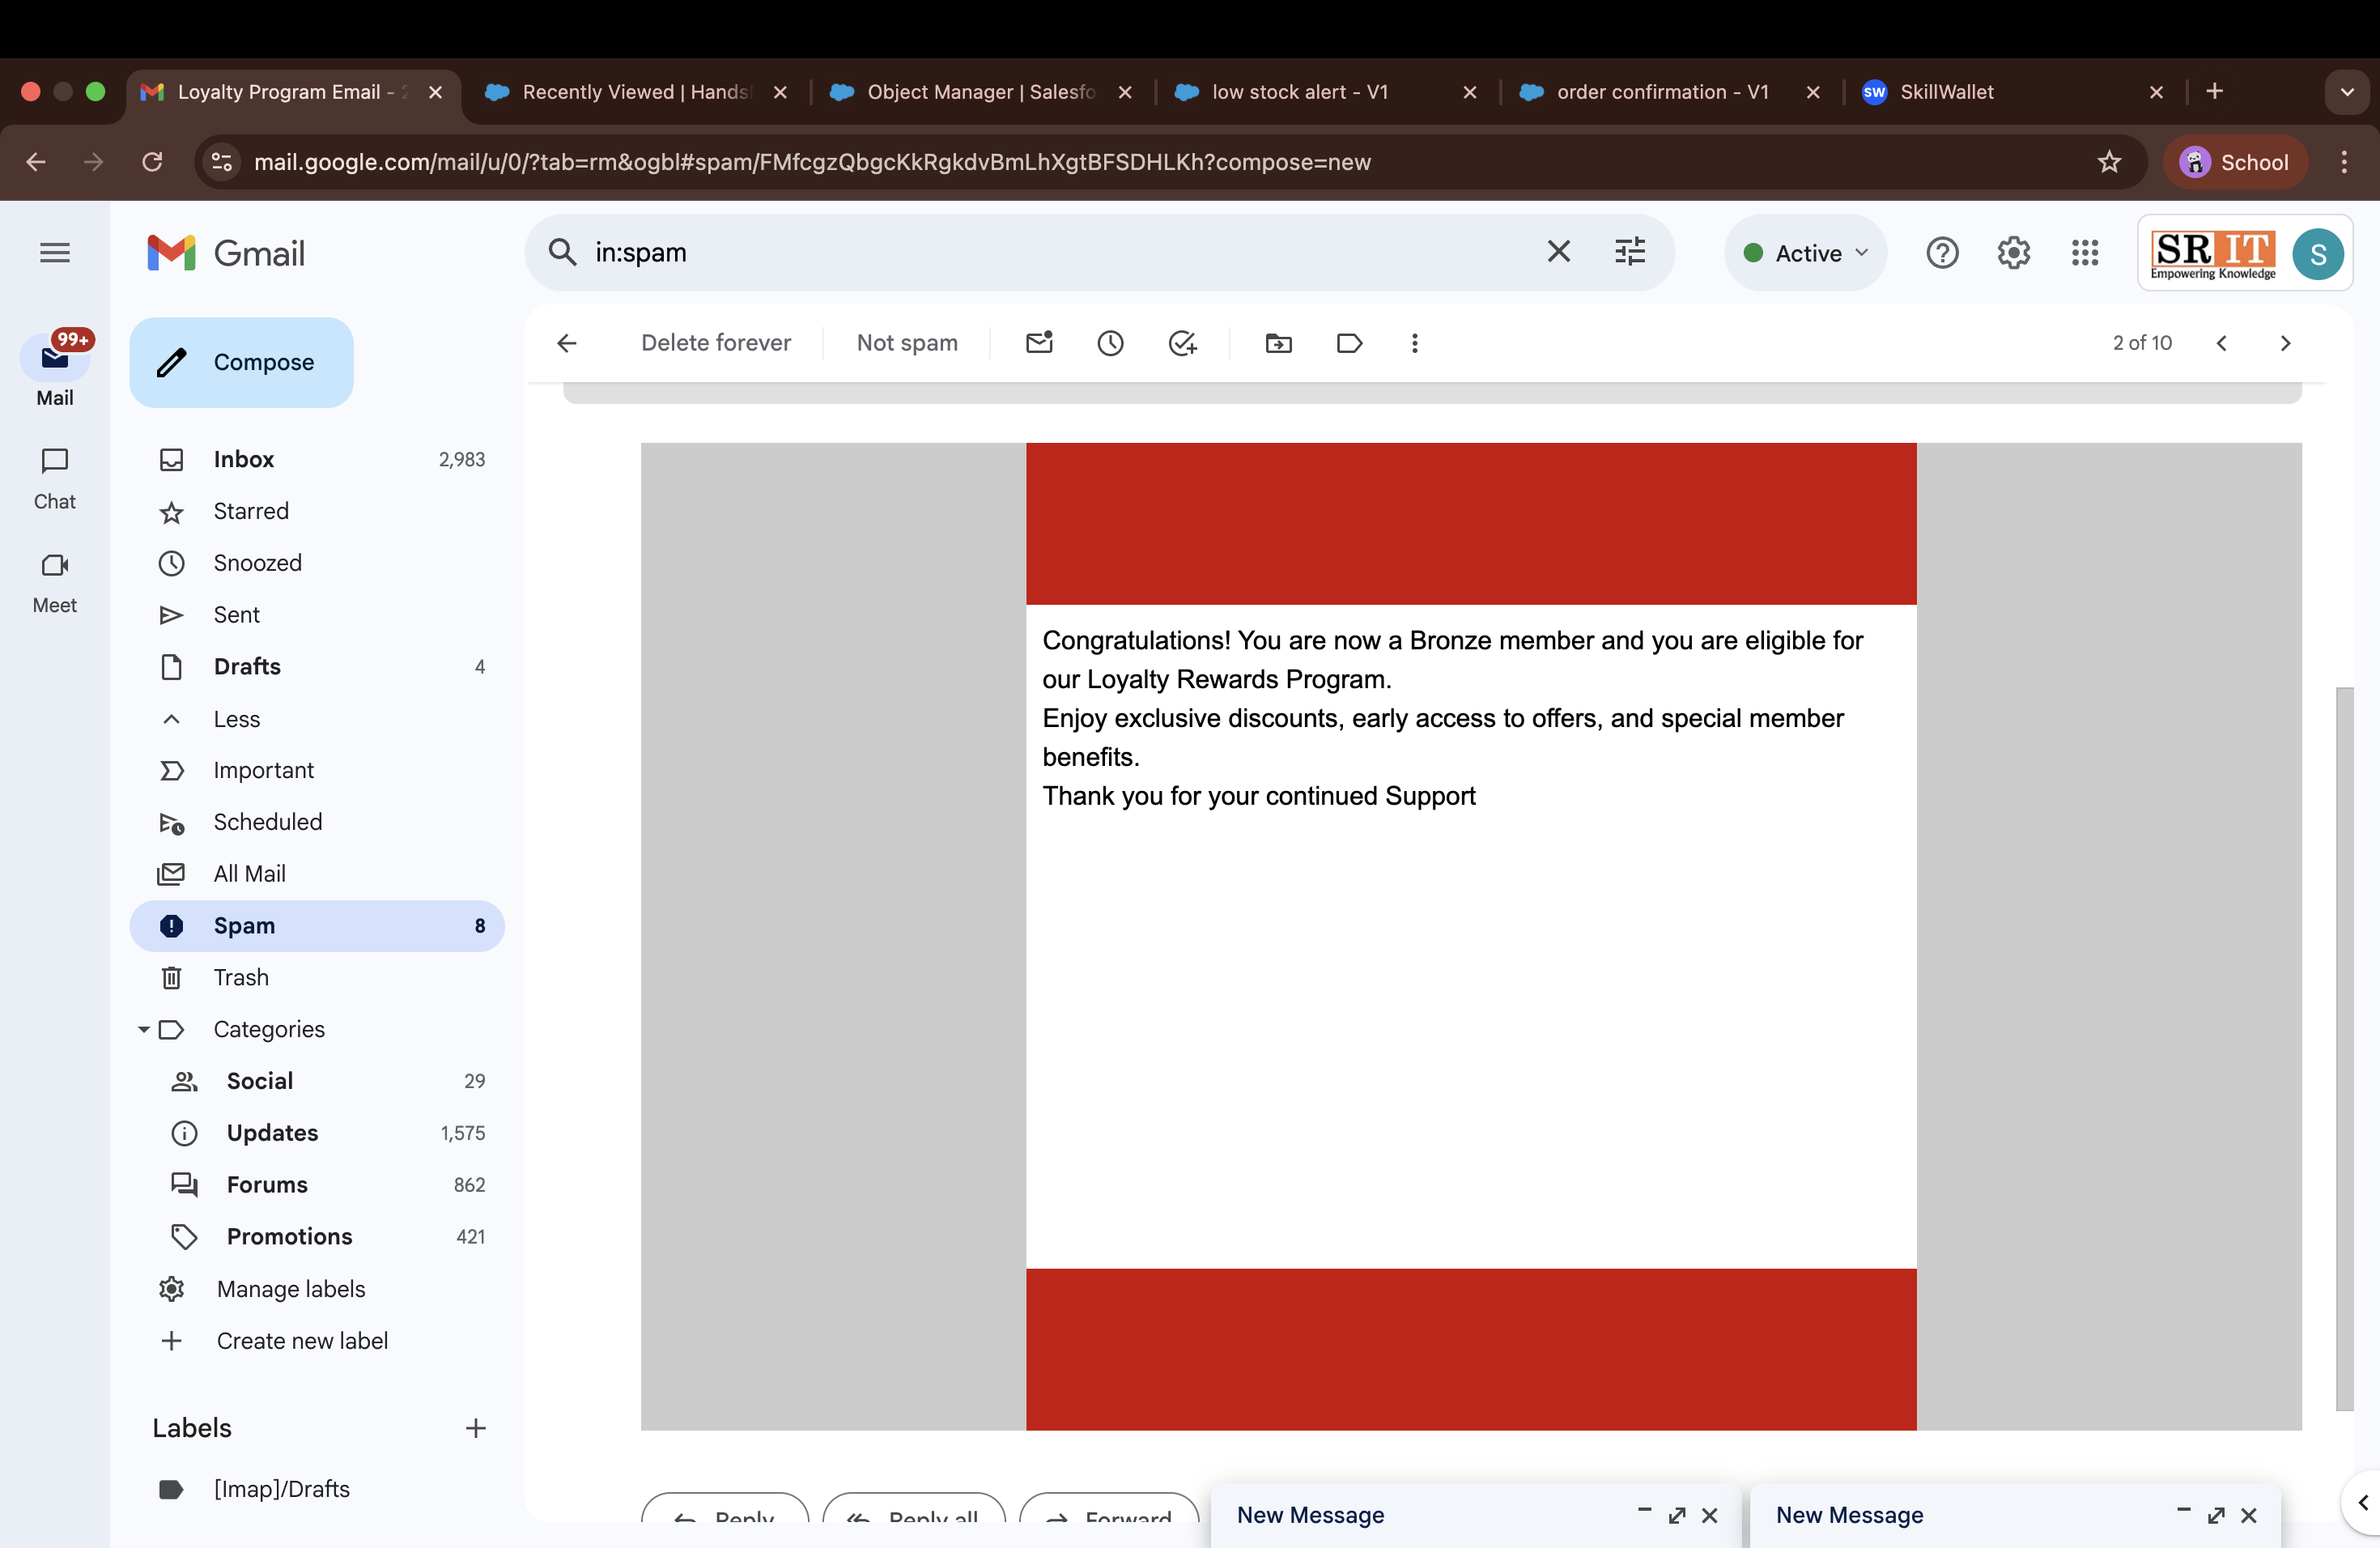 Loyalty Program Email -
Recently Viewed | Hands
Object Manager | Salesfo
low stock alert - V1
order confirmation - V1
SW
SkillWallet
mail.google.com/mail/u/0/?tab=rm&ogbl#spam/FMfcgzQbgcKkRgkdvBmLhXgtBFSDHLKh?compose=new
School
Gmail
in:spam
Active
SRIT
Empowering Knowledge
S
99+
Mail
Chat
Meet
Compose
Inbox 2,983
Starred
Snoozed
Sent
Drafts 4
Less
Important
Scheduled
All Mail
Spam 8
Trash
Categories
Social 29
Updates 1,575
Forums 862
Promotions 421
Manage labels
Create new label
Labels
[Imap]/Drafts
Delete forever
Not spam
2 of 10
Congratulations! You are now a Bronze member and you are eligible for
our Loyalty Rewards Program.
Enjoy exclusive discounts, early access to offers, and special member
benefits.
Thank you for your continued Support
Reply
Reply all
Forward
New Message
New Message